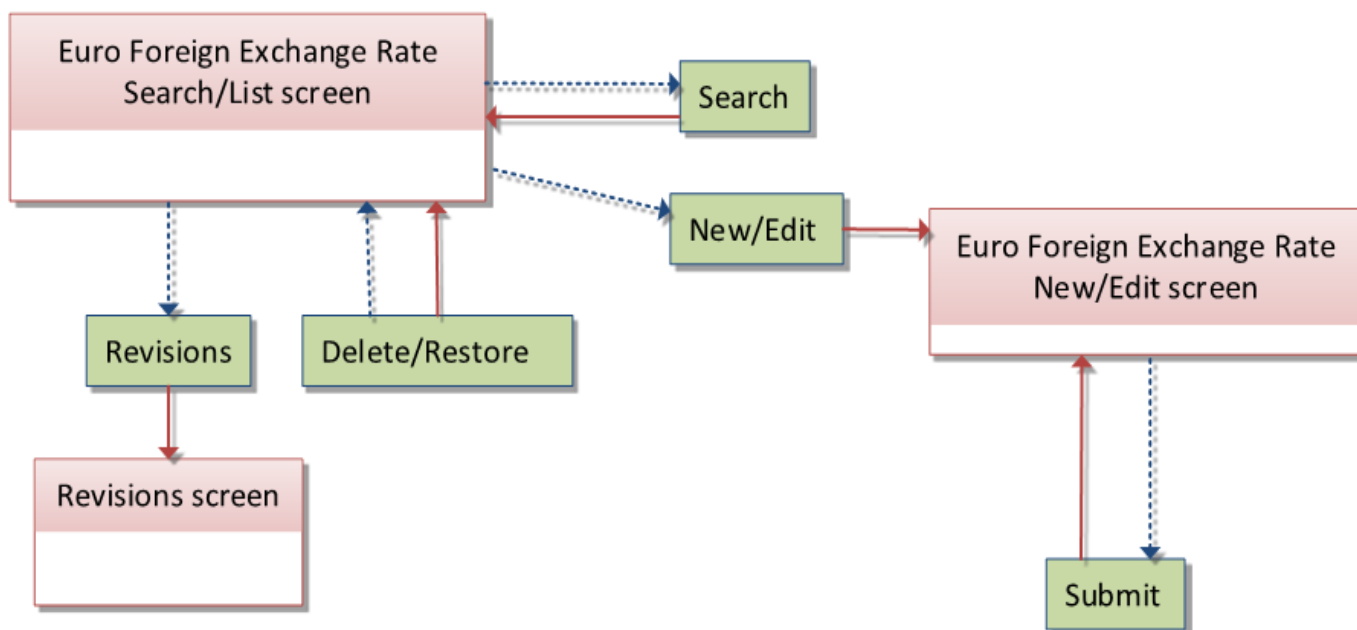 Euro Foreign Exchange Rate
Search/List screen
Search
New/Edit
Euro Foreign Exchange Rate
New/Edit screen
Revisions
Delete/Restore
Revisions screen
Submit